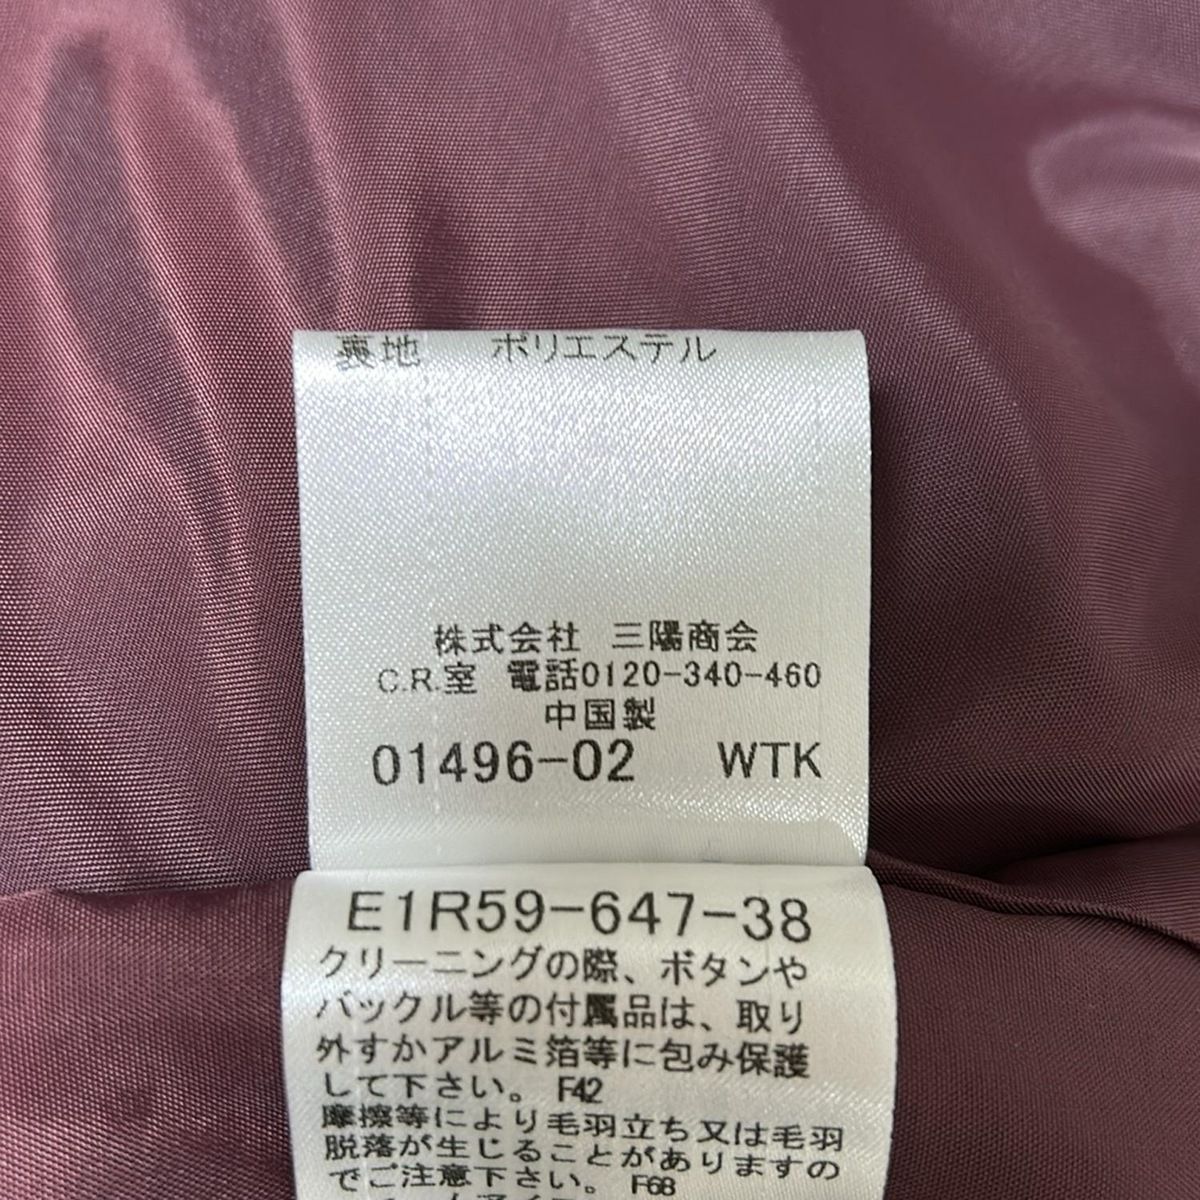 裏地　ポリエステル
株式会社　三陽商会
C.R.室　電話0120-340-460
中国製
01496-02　WTK
E1R59-647-38
クリーニングの際、ボタンや
バックル等の付属品は、取り
外すかアルミ箔等に包み保護
して下さい。 F42
摩擦等により毛羽立ち又は毛羽
脱落が生じることがありますの
でご注意下さい。 F68